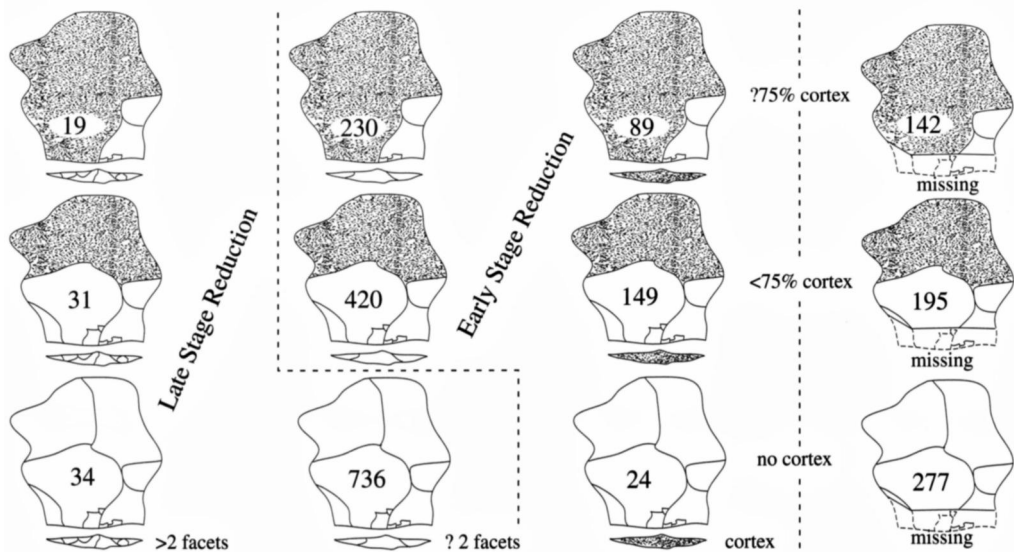 19
230
89
?75% cortex
142
missing
Late Stage Reduction
Early Stage Reduction
31
420
149
<75% cortex
195
missing
34
736
24
no cortex
277
>2 facets
? 2 facets
cortex
missing